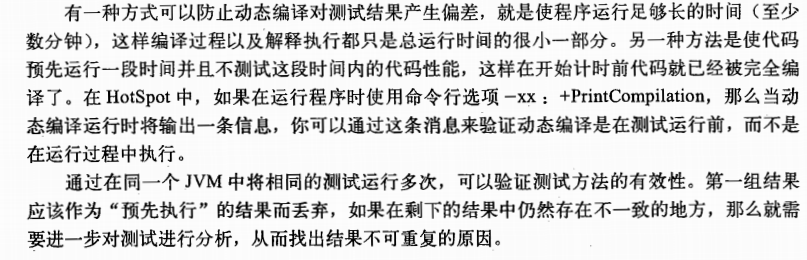 有一种方式可以防止动态编译对测试结果产生偏差，就是使程序运行足够长的时间（至少
数分钟），这样编译过程以及解释执行都只是总运行时间的很小一部分。另一种方法是使代码
预先运行一段时间并且不测试这段时间内的代码性能，这样在开始计时前代码就已经被完全编
译了。在 HotSpot 中，如果在运行程序时使用命令行选项 –xx：+PrintCompilation，那么当动
态编译运行时将输出一条信息，你可以通过这条消息来验证动态编译是在测试运行前，而不是
在运行过程中执行。
通过在同一个 JVM 中将相同的测试运行多次，可以验证测试方法的有效性。第一组结果
应该作为“预先执行”的结果而丢弃，如果在剩下的结果中仍然存在不一致的地方，那么就需
要进一步对测试进行分析，从而找出结果不可重复的原因。